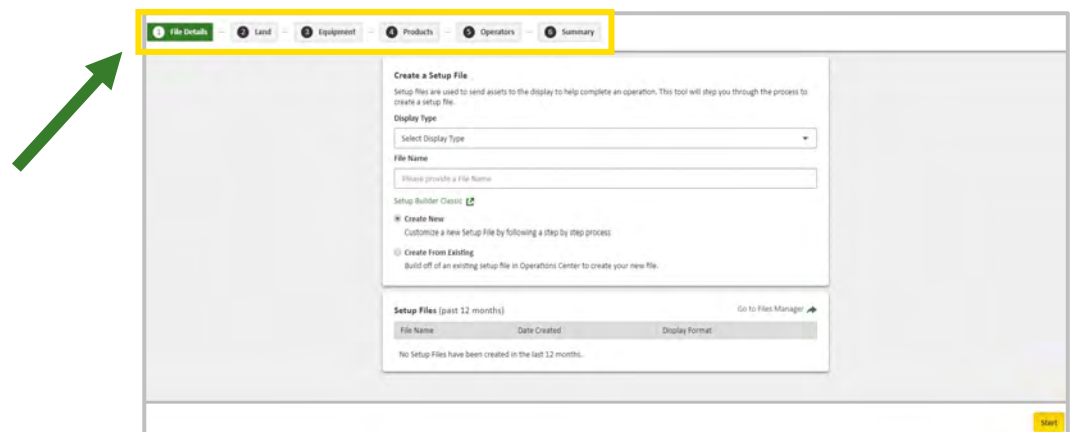 1 File Details – 2 Land – 3 Equipment – 4 Products – 5 Operators – 6 Summary
Create a Setup File
Setup files are used to send assets to the display to help complete an operation. This tool will step you through the process to
create a setup file.
Display Type
Select Display Type
File Name
Please provide a File Name
Setup Builder Classic
Create New
Customize a new Setup File by following a step by step process
Create From Existing
Build off of an existing setup file in Operations Center to create your new file.
Setup Files (past 12 months) Go to Files Manager
File Name Date Created Display Format
No Setup Files have been created in the last 12 months.
Start